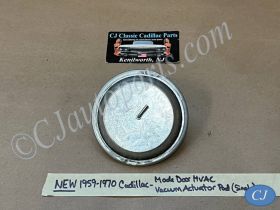 CJ Classic Cadillac Parts
Kenilworth, NJ
©CJautoparts.com
NEW 1959-1970 Cadillac - Mode Door HVAC
Vacuum Actuator Pod (Single)
CJ